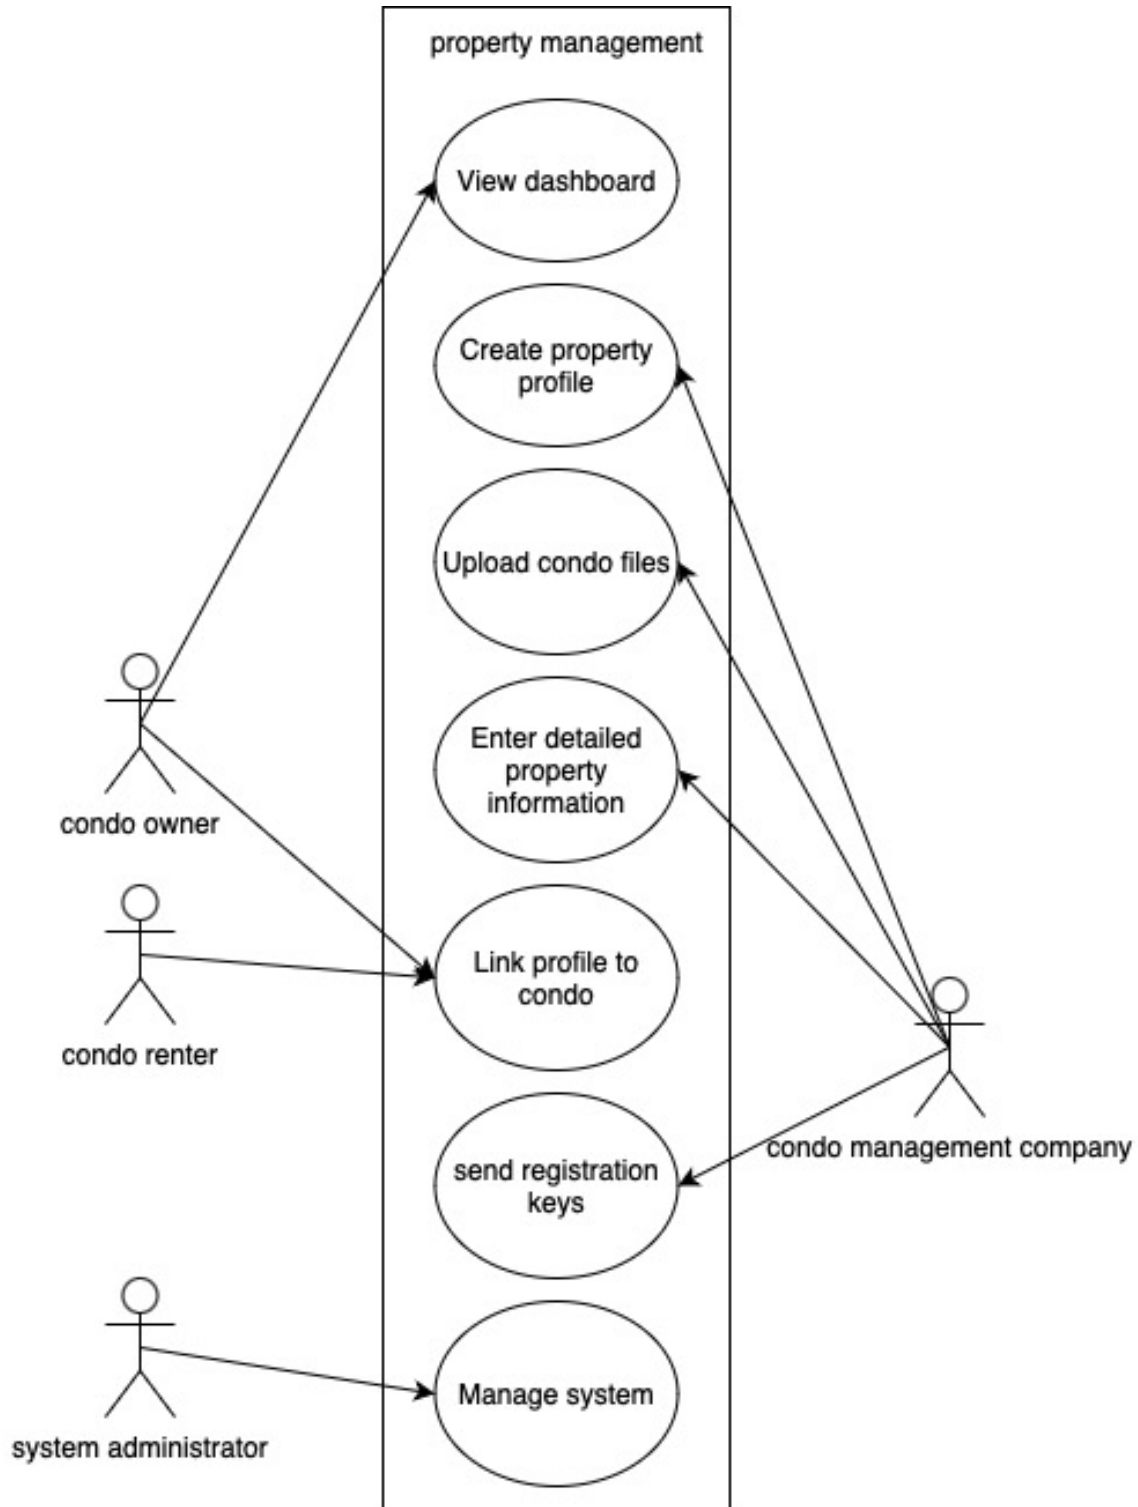 property management
View dashboard
Create property
profile
Upload condo files
Enter detailed
property
information
condo owner
Link profile to
condo
condo renter
condo management company
send registration
keys
Manage system
system administrator